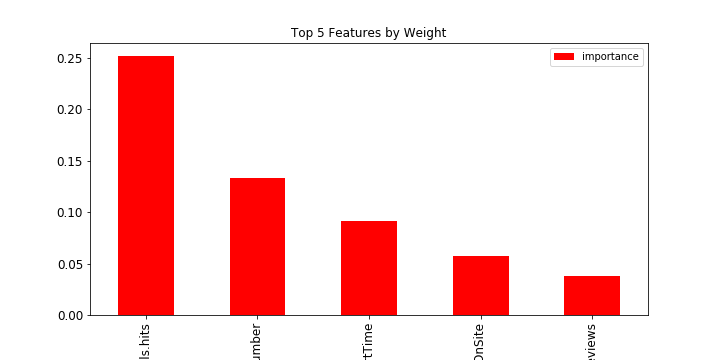 Top 5 Features by Weight
importance
0.25
0.20
0.15
0.10
0.05
0.00
ls.hits
umber
rtTime
OnSite
eviews